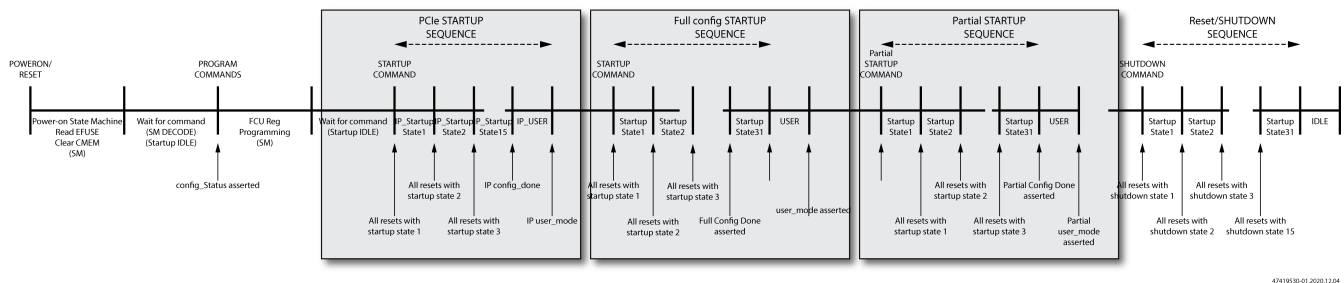 PCIe STARTUP
SEQUENCE
Full config STARTUP
SEQUENCE
Partial STARTUP
SEQUENCE
Reset/SHUTDOWN
SEQUENCE
POWERON/
RESET
PROGRAM
COMMANDS
STARTUP
COMMAND
STARTUP
COMMAND
Partial
STARTUP
COMMAND
SHUTDOWN
COMMAND
Power-on State Machine
Read EFUSE
Clear CMEM
(SM)
Wait for command
(SM DECODE)
(Startup IDLE)
FCU Reg
Programming
(SM)
Wait for command
(Startup IDLE)
IP_Startup
State1
IP_Startup
State2
IP_Startup
State15
IP_USER
Startup
State1
Startup
State2
Startup
State31
USER
Startup
State1
Startup
State2
Startup
State31
USER
Startup
State1
Startup
State2
Startup
State31
IDLE
config_Status asserted
All resets with
startup state 1
All resets with
startup state 2
All resets with
startup state 3
IP config_done
IP user_mode
All resets with
startup state 1
All resets with
startup state 2
All resets with
startup state 3
Full Config Done
asserted
user_mode asserted
All resets with
startup state 1
All resets with
startup state 2
All resets with
startup state 3
Partial Config Done
asserted
Partial
user_mode
asserted
All resets with
shutdown state 1
All resets with
shutdown state 2
All resets with
shutdown state 3
All resets with
shutdown state 15
47419530-01.2020.12.04